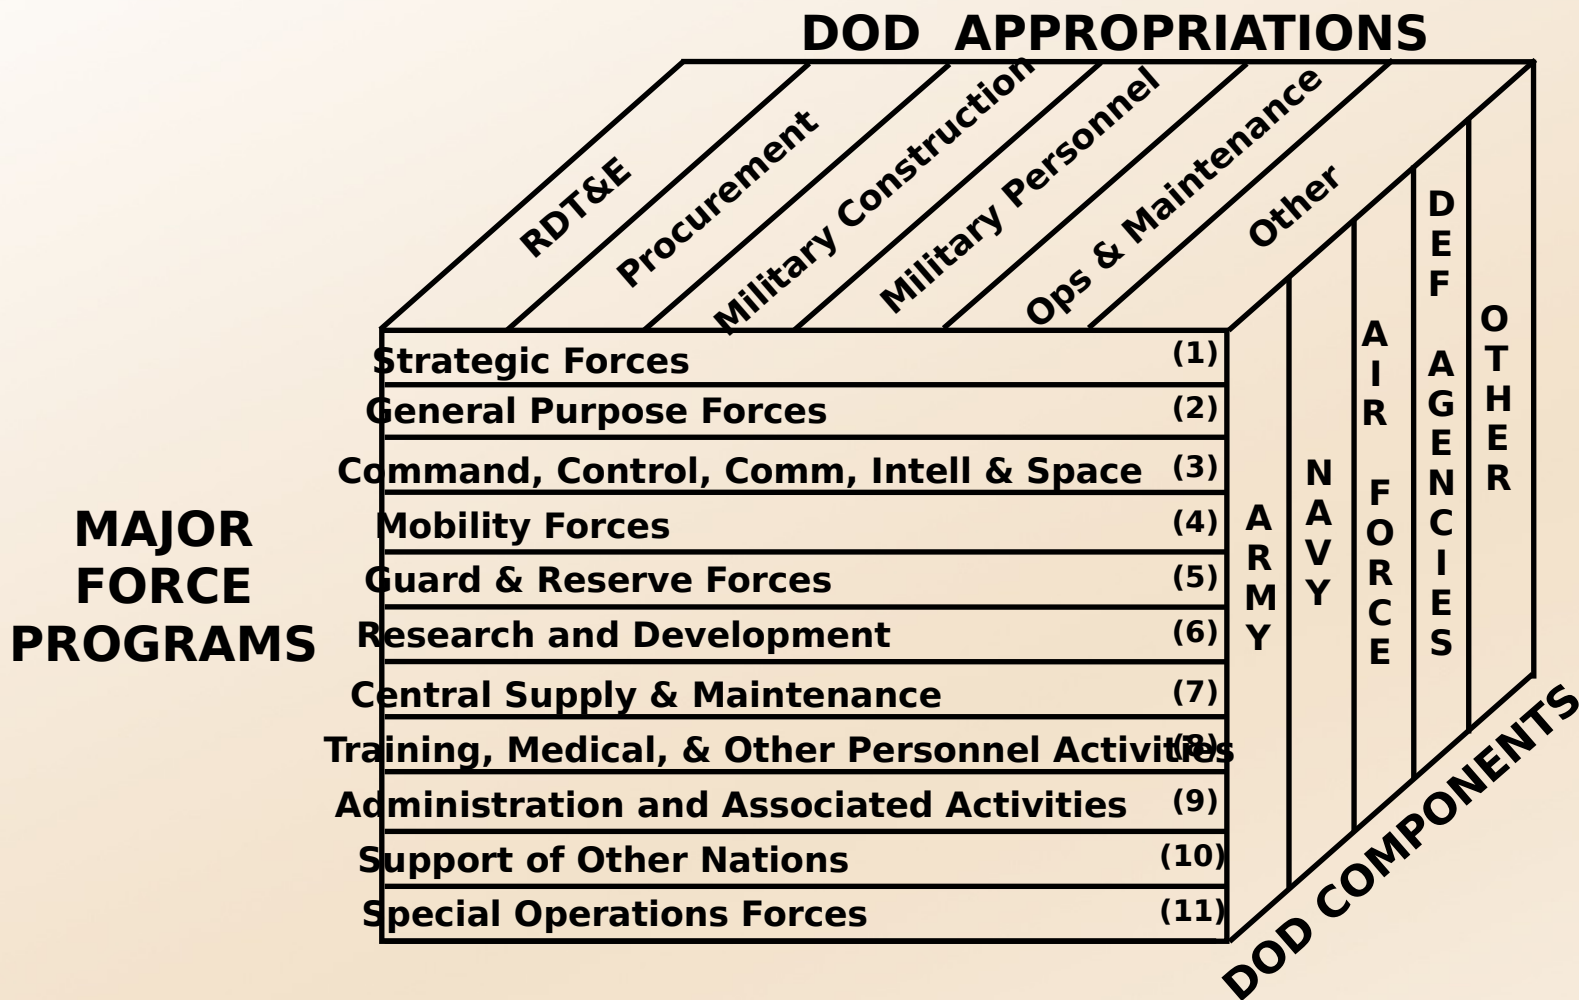 DOD APPROPRIATIONS
RDT&E
Procurement
Military Construction
Military Personnel
Ops & Maintenance
Other
MAJOR
FORCE
PROGRAMS
Strategic Forces (1)
General Purpose Forces (2)
Command, Control, Comm, Intell & Space (3)
Mobility Forces (4)
Guard & Reserve Forces (5)
Research and Development (6)
Central Supply & Maintenance (7)
Training, Medical, & Other Personnel Activities (8)
Administration and Associated Activities (9)
Support of Other Nations (10)
Special Operations Forces (11)
ARMY
NAVY
AIR FORCE
DEF AGENCIES
OTHER
DOD COMPONENTS